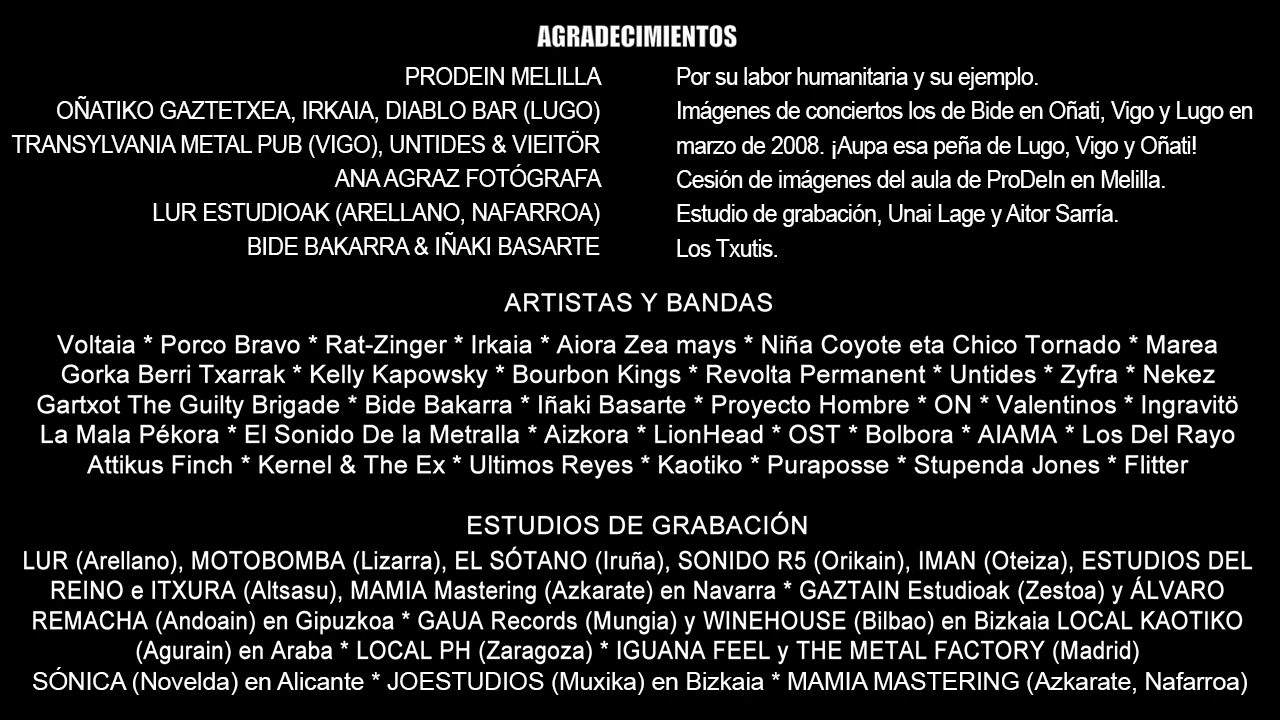 AGRADECIMIENTOS
PRODEIN MELILLA Por su labor humanitaria y su ejemplo.
OÑATIKO GAZTETXEA, IRKAIA, DIABLO BAR (LUGO) Imágenes de conciertos los de Bide en Oñati, Vigo y Lugo en
TRANSYLVANIA METAL PUB (VIGO), UNTIDES & VIEITÖR marzo de 2008. ¡Aupa esa peña de Lugo, Vigo y Oñati!
ANA AGRAZ FOTÓGRAFA Cesión de imágenes del aula de ProDeIn en Melilla.
LUR ESTUDIOAK (ARELLANO, NAFARROA) Estudio de grabación, Unai Lage y Aitor Sarría.
BIDE BAKARRA & IÑAKI BASARTE Los Txutis.
ARTISTAS Y BANDAS
Voltaia * Porco Bravo * Rat-Zinger * Irkaia * Aiora Zea mays * Niña Coyote eta Chico Tornado * Marea
Gorka Berri Txarrak * Kelly Kapowsky * Bourbon Kings * Revolta Permanent * Untides * Zyfra * Nekez
Gartxot The Guilty Brigade * Bide Bakarra * Iñaki Basarte * Proyecto Hombre * ON * Valentinos * Ingravitö
La Mala Pékora * El Sonido De la Metralla * Aizkora * LionHead * OST * Bolbora * AIAMA * Los Del Rayo
Attikus Finch * Kernel & The Ex * Ultimos Reyes * Kaotiko * Puraposse * Stupenda Jones * Flitter
ESTUDIOS DE GRABACIÓN
LUR (Arellano), MOTOBOMBA (Lizarra), EL SÓTANO (Iruña), SONIDO R5 (Orikain), IMAN (Oteiza), ESTUDIOS DEL
REINO e ITXURA (Altsasu), MAMIA Mastering (Azkarate) en Navarra * GAZTAIN Estudioak (Zestoa) y ÁLVARO
REMACHA (Andoain) en Gipuzkoa * GAUA Records (Mungia) y WINEHOUSE (Bilbao) en Bizkaia LOCAL KAOTIKO
(Agurain) en Araba * LOCAL PH (Zaragoza) * IGUANA FEEL y THE METAL FACTORY (Madrid)
SÓNICA (Novelda) en Alicante * JOESTUDIOS (Muxika) en Bizkaia * MAMIA MASTERING (Azkarate, Nafarroa)